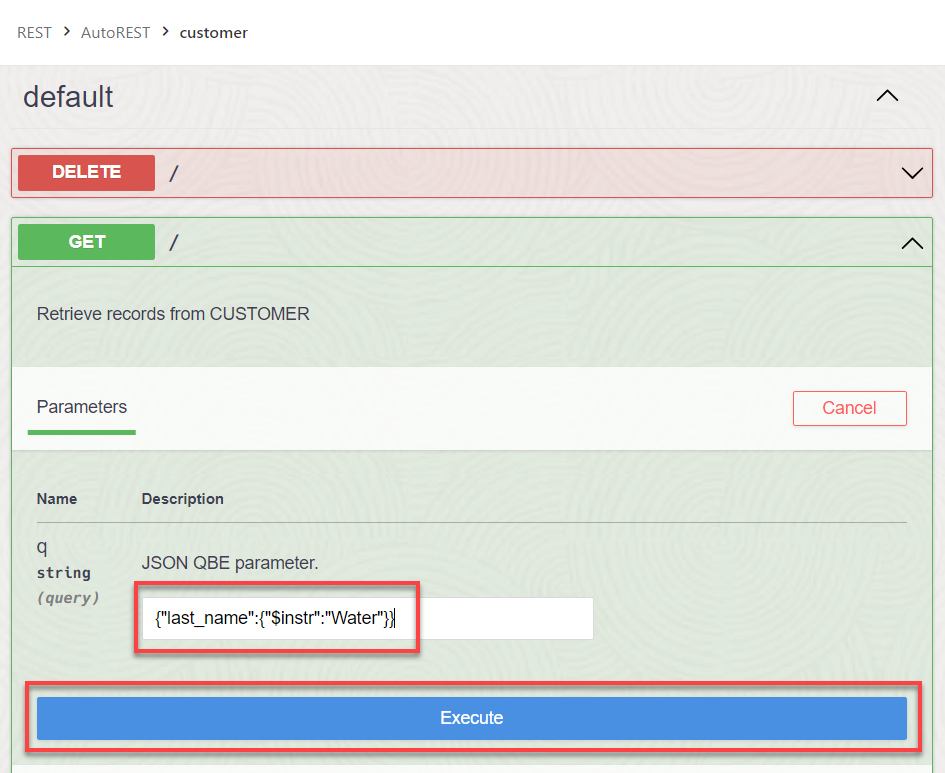 REST > AutoREST > customer
default
DELETE /
GET /
Retrieve records from CUSTOMER
Parameters
Cancel
Name Description
q
string
(query)
JSON QBE parameter.
{"last_name":{"$instr":"Water"}}
Execute